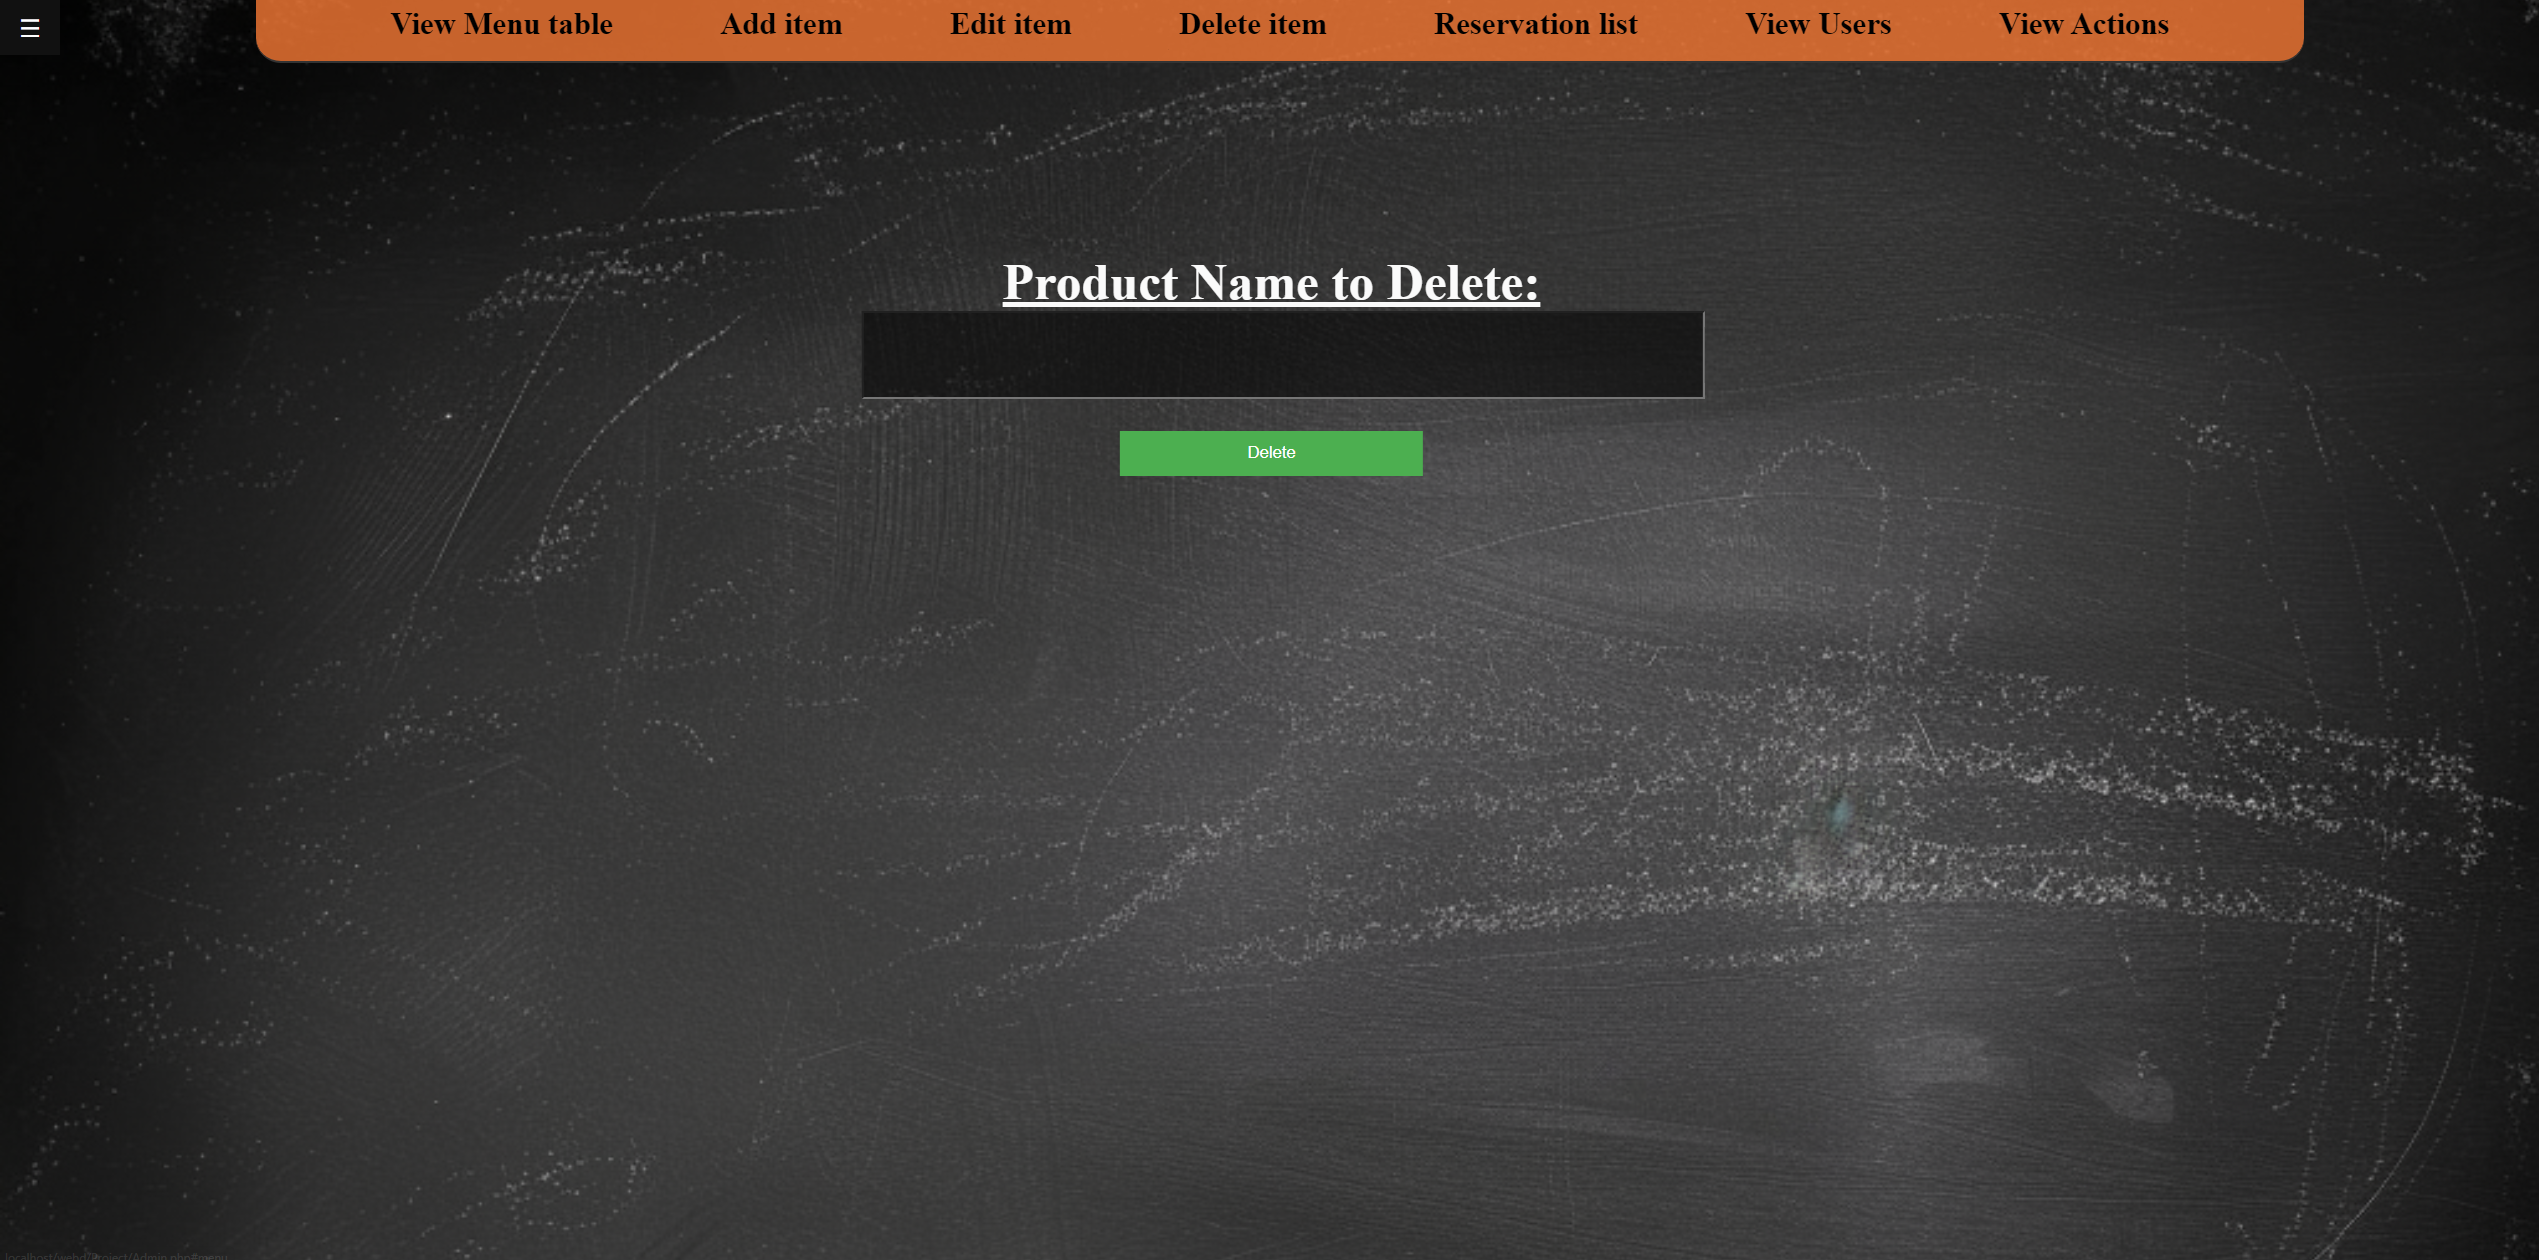 ☰ View Menu table Add item Edit item Delete item Reservation list View Users View Actions
Product Name to Delete:
Delete
localhost/webd/Project/Admin.php#menu